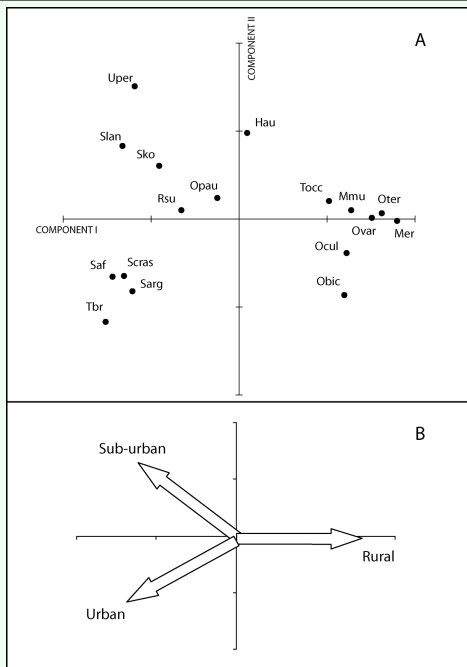 COMPONENT II
A
Uper
Hau
Slan
Sko
Opau
Rsu
Tocc
Mmu
Oter
Ovar
Mer
COMPONENT I
Ocul
Saf
Scras
Sarg
Obic
Tbr
B
Sub-urban
Rural
Urban